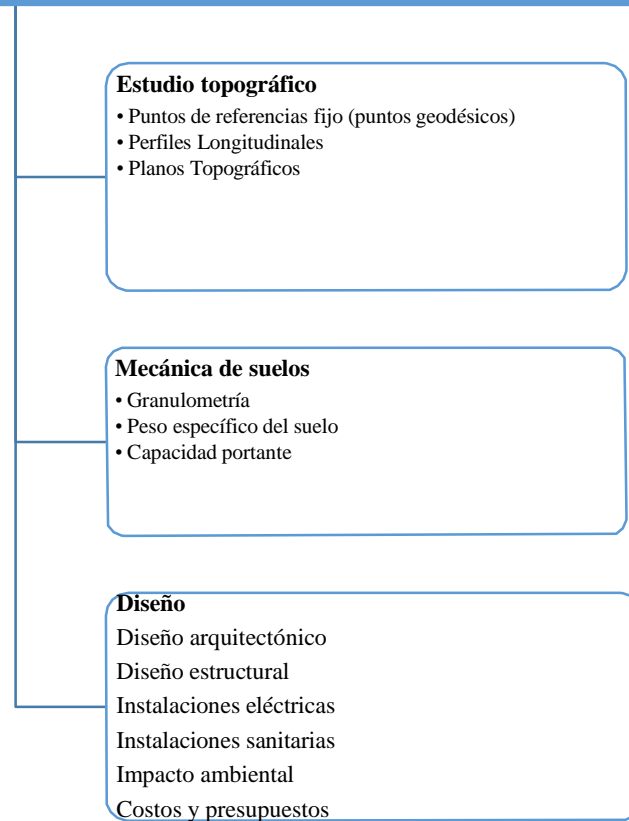 Estudio topográfico
• Puntos de referencias fijo (puntos geodésicos)
• Perfiles Longitudinales
• Planos Topográficos
Mecánica de suelos
• Granulometría
• Peso específico del suelo
• Capacidad portante
Diseño
Diseño arquitectónico
Diseño estructural
Instalaciones eléctricas
Instalaciones sanitarias
Impacto ambiental
Costos y presupuestos